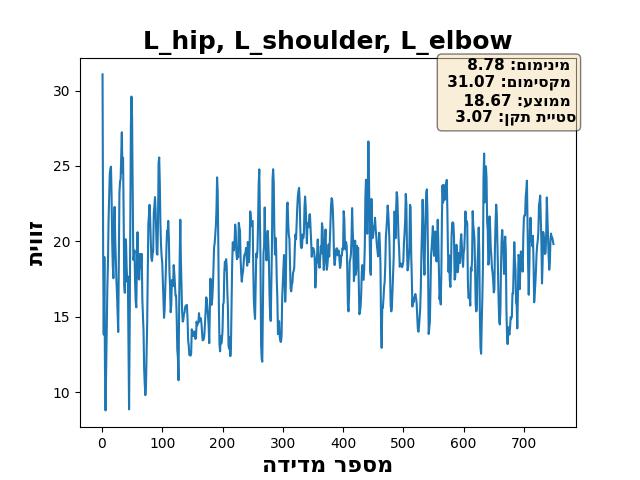 L_hip, L_shoulder, L_elbow
מינימום: 8.78
מקסימום: 31.07
ממוצע: 18.67
סטיית תקן: 3.07
זווית
30
25
20
15
10
0 100 200 300 400 500 600 700
מספר מדידה